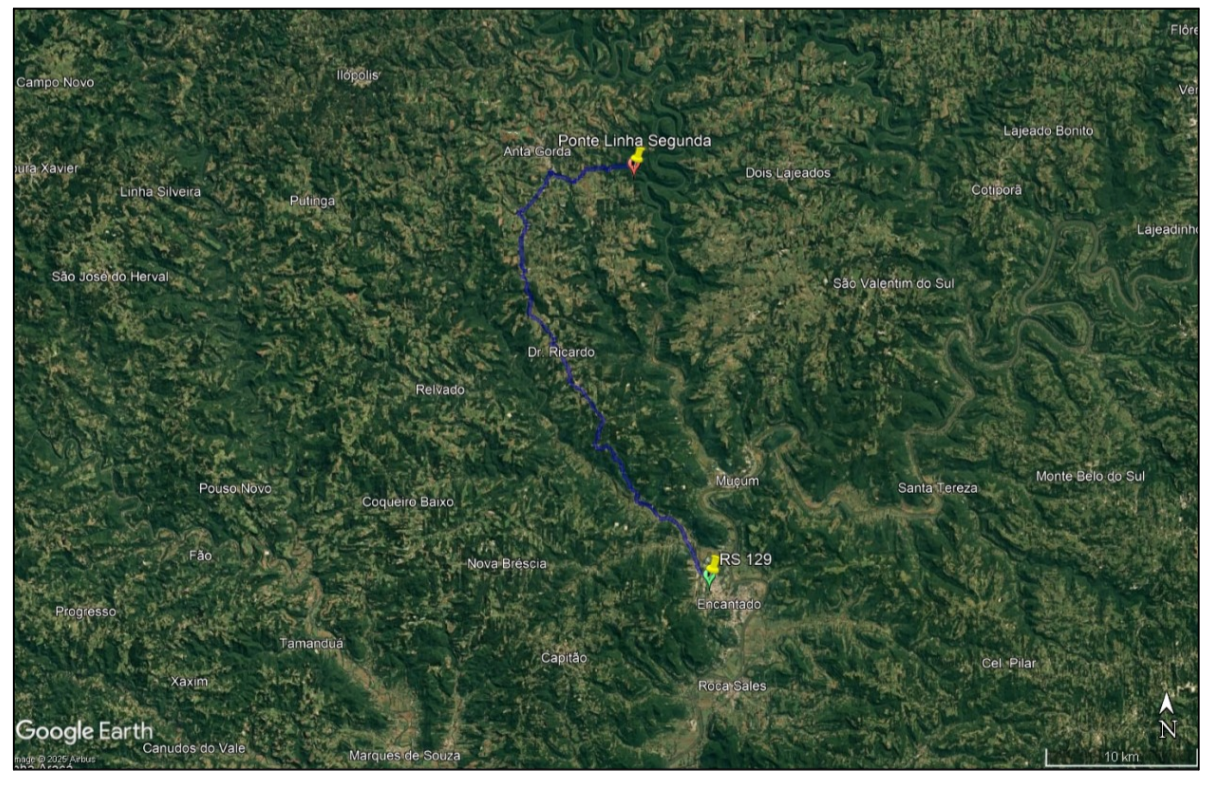 Flóre
Campo Novo
Ilópolis
Ve
Lajeado Bonito
Ponte Linha Segunda
Anta Gorda
oura Xavier
Dois Lajeados
Linha Silveira
Cotiporã
Putinga
Lajeadinho
São José do Herval
São Valentim do Sul
Dr. Ricardo
Relvado
Monte Belo do Sul
Muçum
Pouso Novo
Santa Tereza
Coqueiro Baixo
Fão
RS 129
Nova Bréscia
Encantado
Progresso
Tamanduá
Capitão
Cel. Pilar
Xaxim
Roca Sales
Google Earth
N
Canudos do Vale
Marques de Souza
10 km
Image © 2025 Airbus